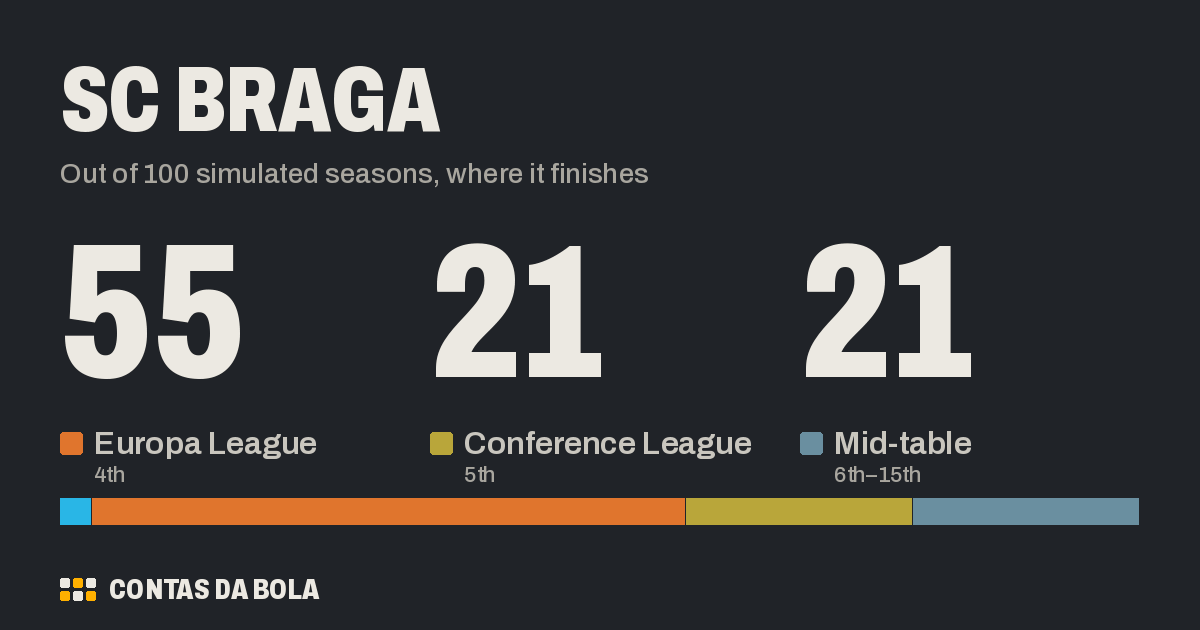 SC BRAGA
Out of 100 simulated seasons, where it finishes
55 21 21
Europa League Conference League Mid-table
4th 5th 6th–15th
CONTAS DA BOLA